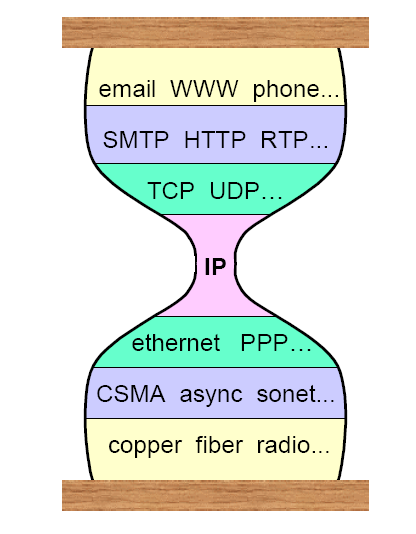 email WWW phone...
SMTP HTTP RTP...
TCP UDP...
IP
ethernet PPP...
CSMA async sonet...
copper fiber radio...